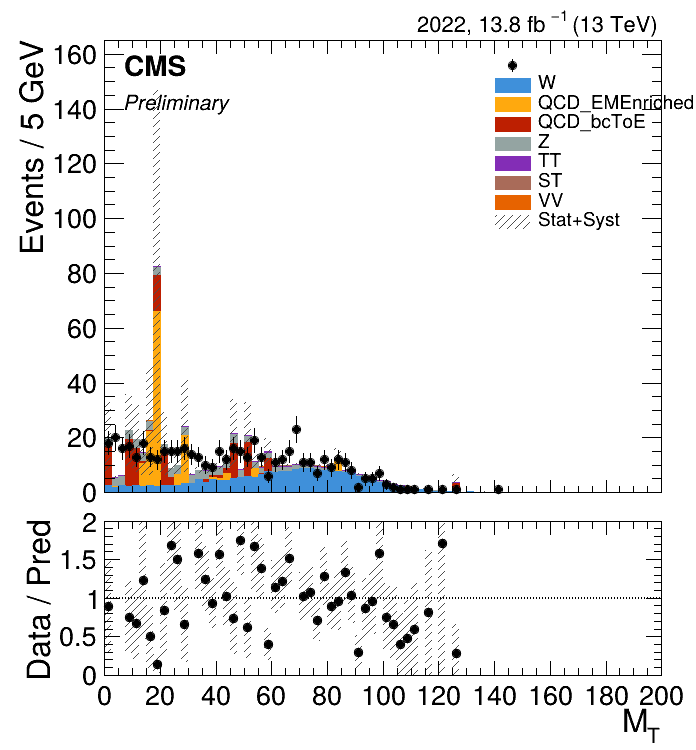 2022, 13.8 fb⁻¹ (13 TeV)
CMS
Preliminary
W
QCD_EMEnriched
QCD_bcToE
Z
TT
ST
VV
Stat+Syst
Events / 5 GeV
160
140
120
100
80
60
40
20
0
Data / Pred
2
1.5
1
0.5
0
0 20 40 60 80 100 120 140 160 180 200
M_T